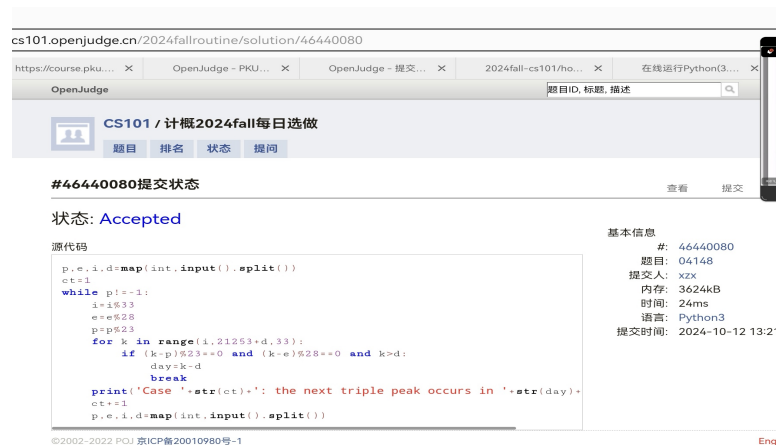 cs101.openjudge.cn/2024fallroutine/solution/46440080
https://course.pku.... × OpenJudge - PKU... × OpenJudge - 提交... × 2024fall-cs101/ho... × 在线运行Python(3.... ×
OpenJudge 题目ID, 标题, 描述
CS101 / 计概2024fall每日选做
题目 排名 状态 提问
#46440080提交状态 查看 提交
状态: Accepted
源代码
p,e,i,d=map(int,input().split())
ct=1
while p!=-1:
    i=i%33
    e=e%28
    p=p%23
    for k in range(i,21253+d,33):
        if (k-p)%23==0 and (k-e)%28==0 and k>d:
            day=k-d
            break
    print('Case '+str(ct)+': the next triple peak occurs in '+str(day)+
    ct+=1
    p,e,i,d=map(int,input().split())
基本信息
#: 46440080
题目: 04148
提交人: xzx
内存: 3624kB
时间: 24ms
语言: Python3
提交时间: 2024-10-12 13:21
©2002-2022 POJ 京ICP备20010980号-1